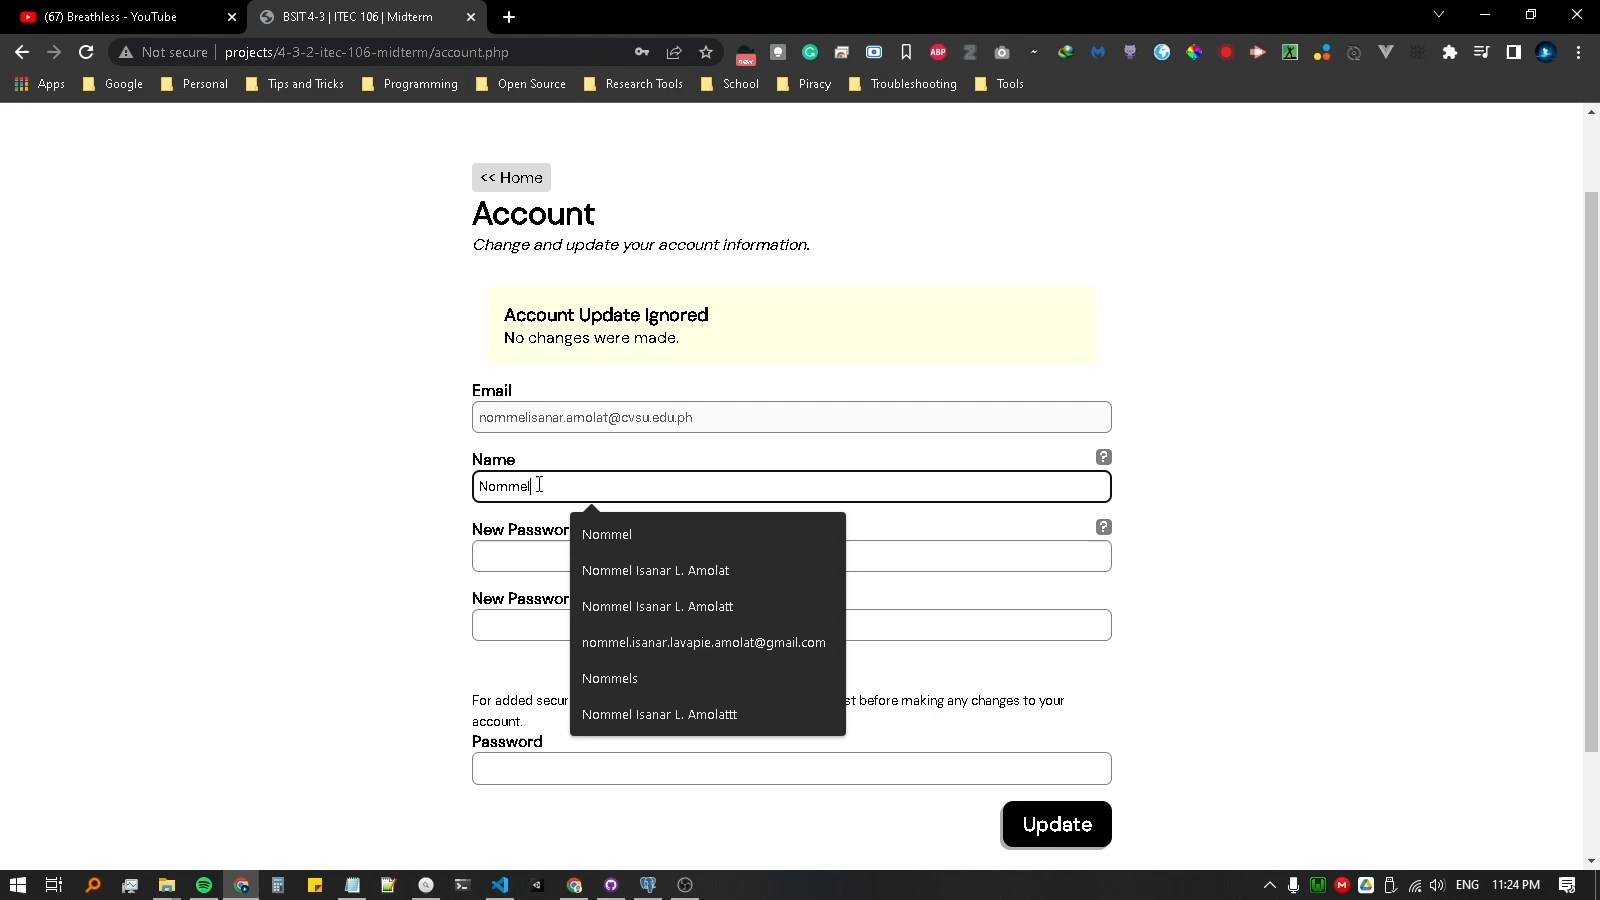 (67) Breathless - YouTube
BSIT 4-3 | ITEC 106 | Midterm
Not secure
projects/4-3-2-itec-106-midterm/account.php
new
ABP
Apps
Google
Personal
Tips and Tricks
Programming
Open Source
Research Tools
School
Piracy
Troubleshooting
Tools
<< Home
Account
Change and update your account information.
Account Update Ignored
No changes were made.
Email
nommelisanar.amolat@cvsu.edu.ph
Name
?
Nommel
New Passwor
?
Nommel
Nommel Isanar L. Amolat
New Passwor
Nommel Isanar L. Amolatt
nommel.isanar.lavapie.amolat@gmail.com
Nommels
Nommel Isanar L. Amolattt
For added secur
st before making any changes to your
account.
Password
Update
ENG
11:24 PM